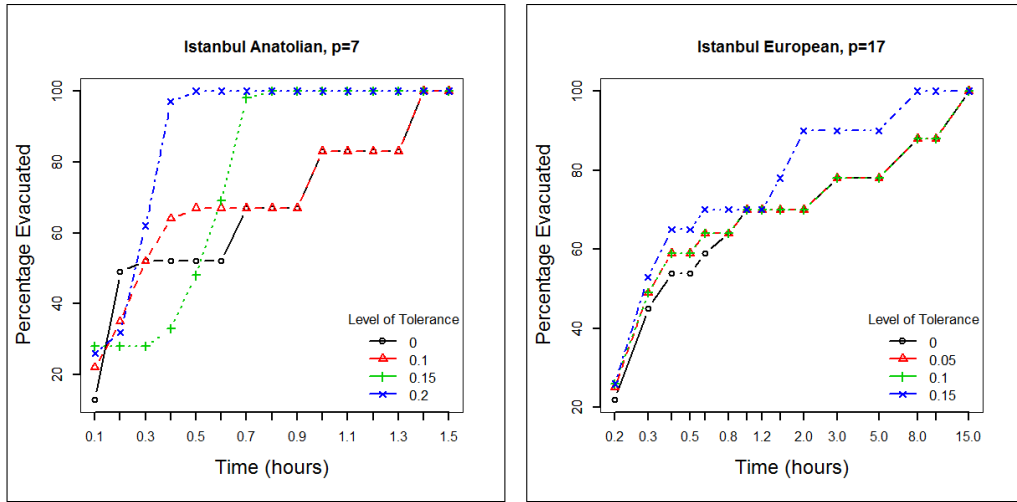 Istanbul Anatolian, p=7
Percentage Evacuated
100
80
60
40
20
Level of Tolerance
0
0.1
0.15
0.2
0.1 0.3 0.5 0.7 0.9 1.1 1.3 1.5
Time (hours)
Istanbul European, p=17
Percentage Evacuated
100
80
60
40
20
Level of Tolerance
0
0.05
0.1
0.15
0.2 0.3 0.5 0.8 1.2 2.0 3.0 5.0 8.0 15.0
Time (hours)